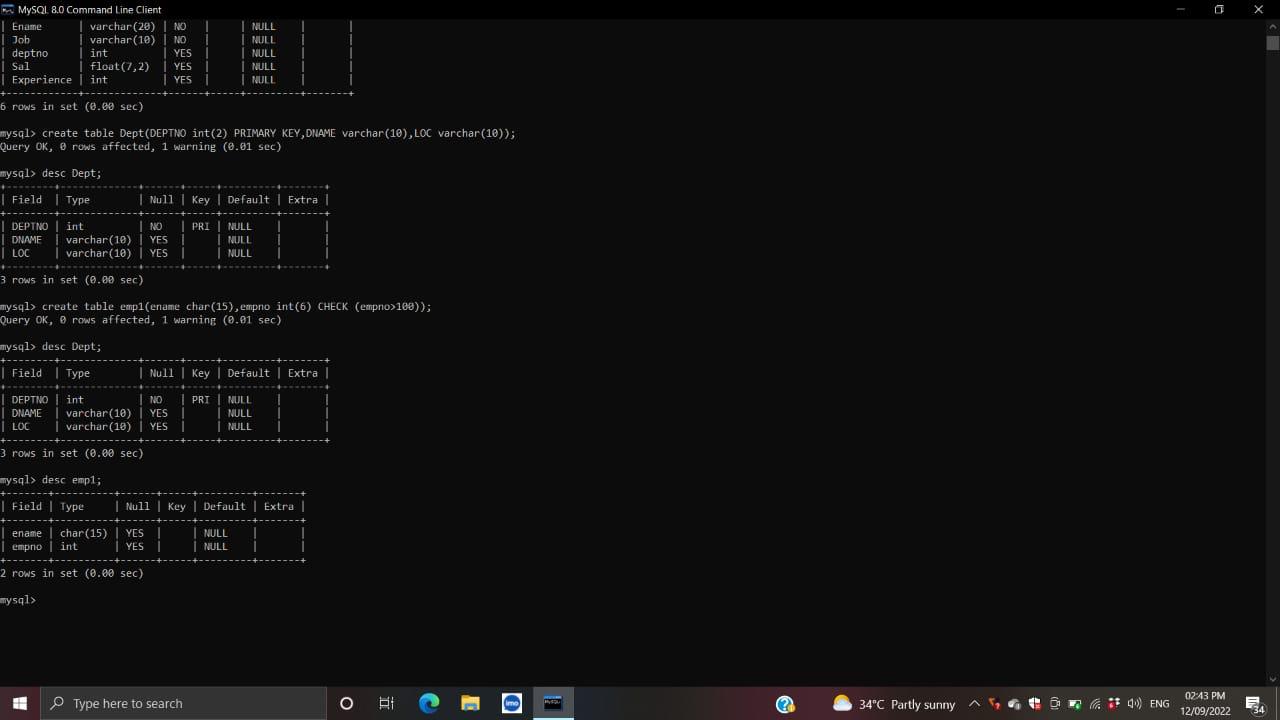 MySQL 8.0 Command Line Client
| Ename      | varchar(20) | NO   |     | NULL    |       |
| Job        | varchar(10) | NO   |     | NULL    |       |
| deptno     | int         | YES  |     | NULL    |       |
| Sal        | float(7,2)  | YES  |     | NULL    |       |
| Experience | int         | YES  |     | NULL    |       |
+------------+-------------+------+-----+---------+-------+
6 rows in set (0.00 sec)
mysql> create table Dept(DEPTNO int(2) PRIMARY KEY,DNAME varchar(10),LOC varchar(10));
Query OK, 0 rows affected, 1 warning (0.01 sec)
mysql> desc Dept;
+--------+-------------+------+-----+---------+-------+
| Field  | Type        | Null | Key | Default | Extra |
+--------+-------------+------+-----+---------+-------+
| DEPTNO | int         | NO   | PRI | NULL    |       |
| DNAME  | varchar(10) | YES  |     | NULL    |       |
| LOC    | varchar(10) | YES  |     | NULL    |       |
+--------+-------------+------+-----+---------+-------+
3 rows in set (0.00 sec)
mysql> create table emp1(ename char(15),empno int(6) CHECK (empno>100));
Query OK, 0 rows affected, 1 warning (0.01 sec)
mysql> desc Dept;
+--------+-------------+------+-----+---------+-------+
| Field  | Type        | Null | Key | Default | Extra |
+--------+-------------+------+-----+---------+-------+
| DEPTNO | int         | NO   | PRI | NULL    |       |
| DNAME  | varchar(10) | YES  |     | NULL    |       |
| LOC    | varchar(10) | YES  |     | NULL    |       |
+--------+-------------+------+-----+---------+-------+
3 rows in set (0.00 sec)
mysql> desc emp1;
+-------+----------+------+-----+---------+-------+
| Field | Type     | Null | Key | Default | Extra |
+-------+----------+------+-----+---------+-------+
| ename | char(15) | YES  |     | NULL    |       |
| empno | int      | YES  |     | NULL    |       |
+-------+----------+------+-----+---------+-------+
2 rows in set (0.00 sec)
mysql>
Type here to search
imo
MySQL
34°C Partly sunny
ENG
02:43 PM
12/09/2022
34